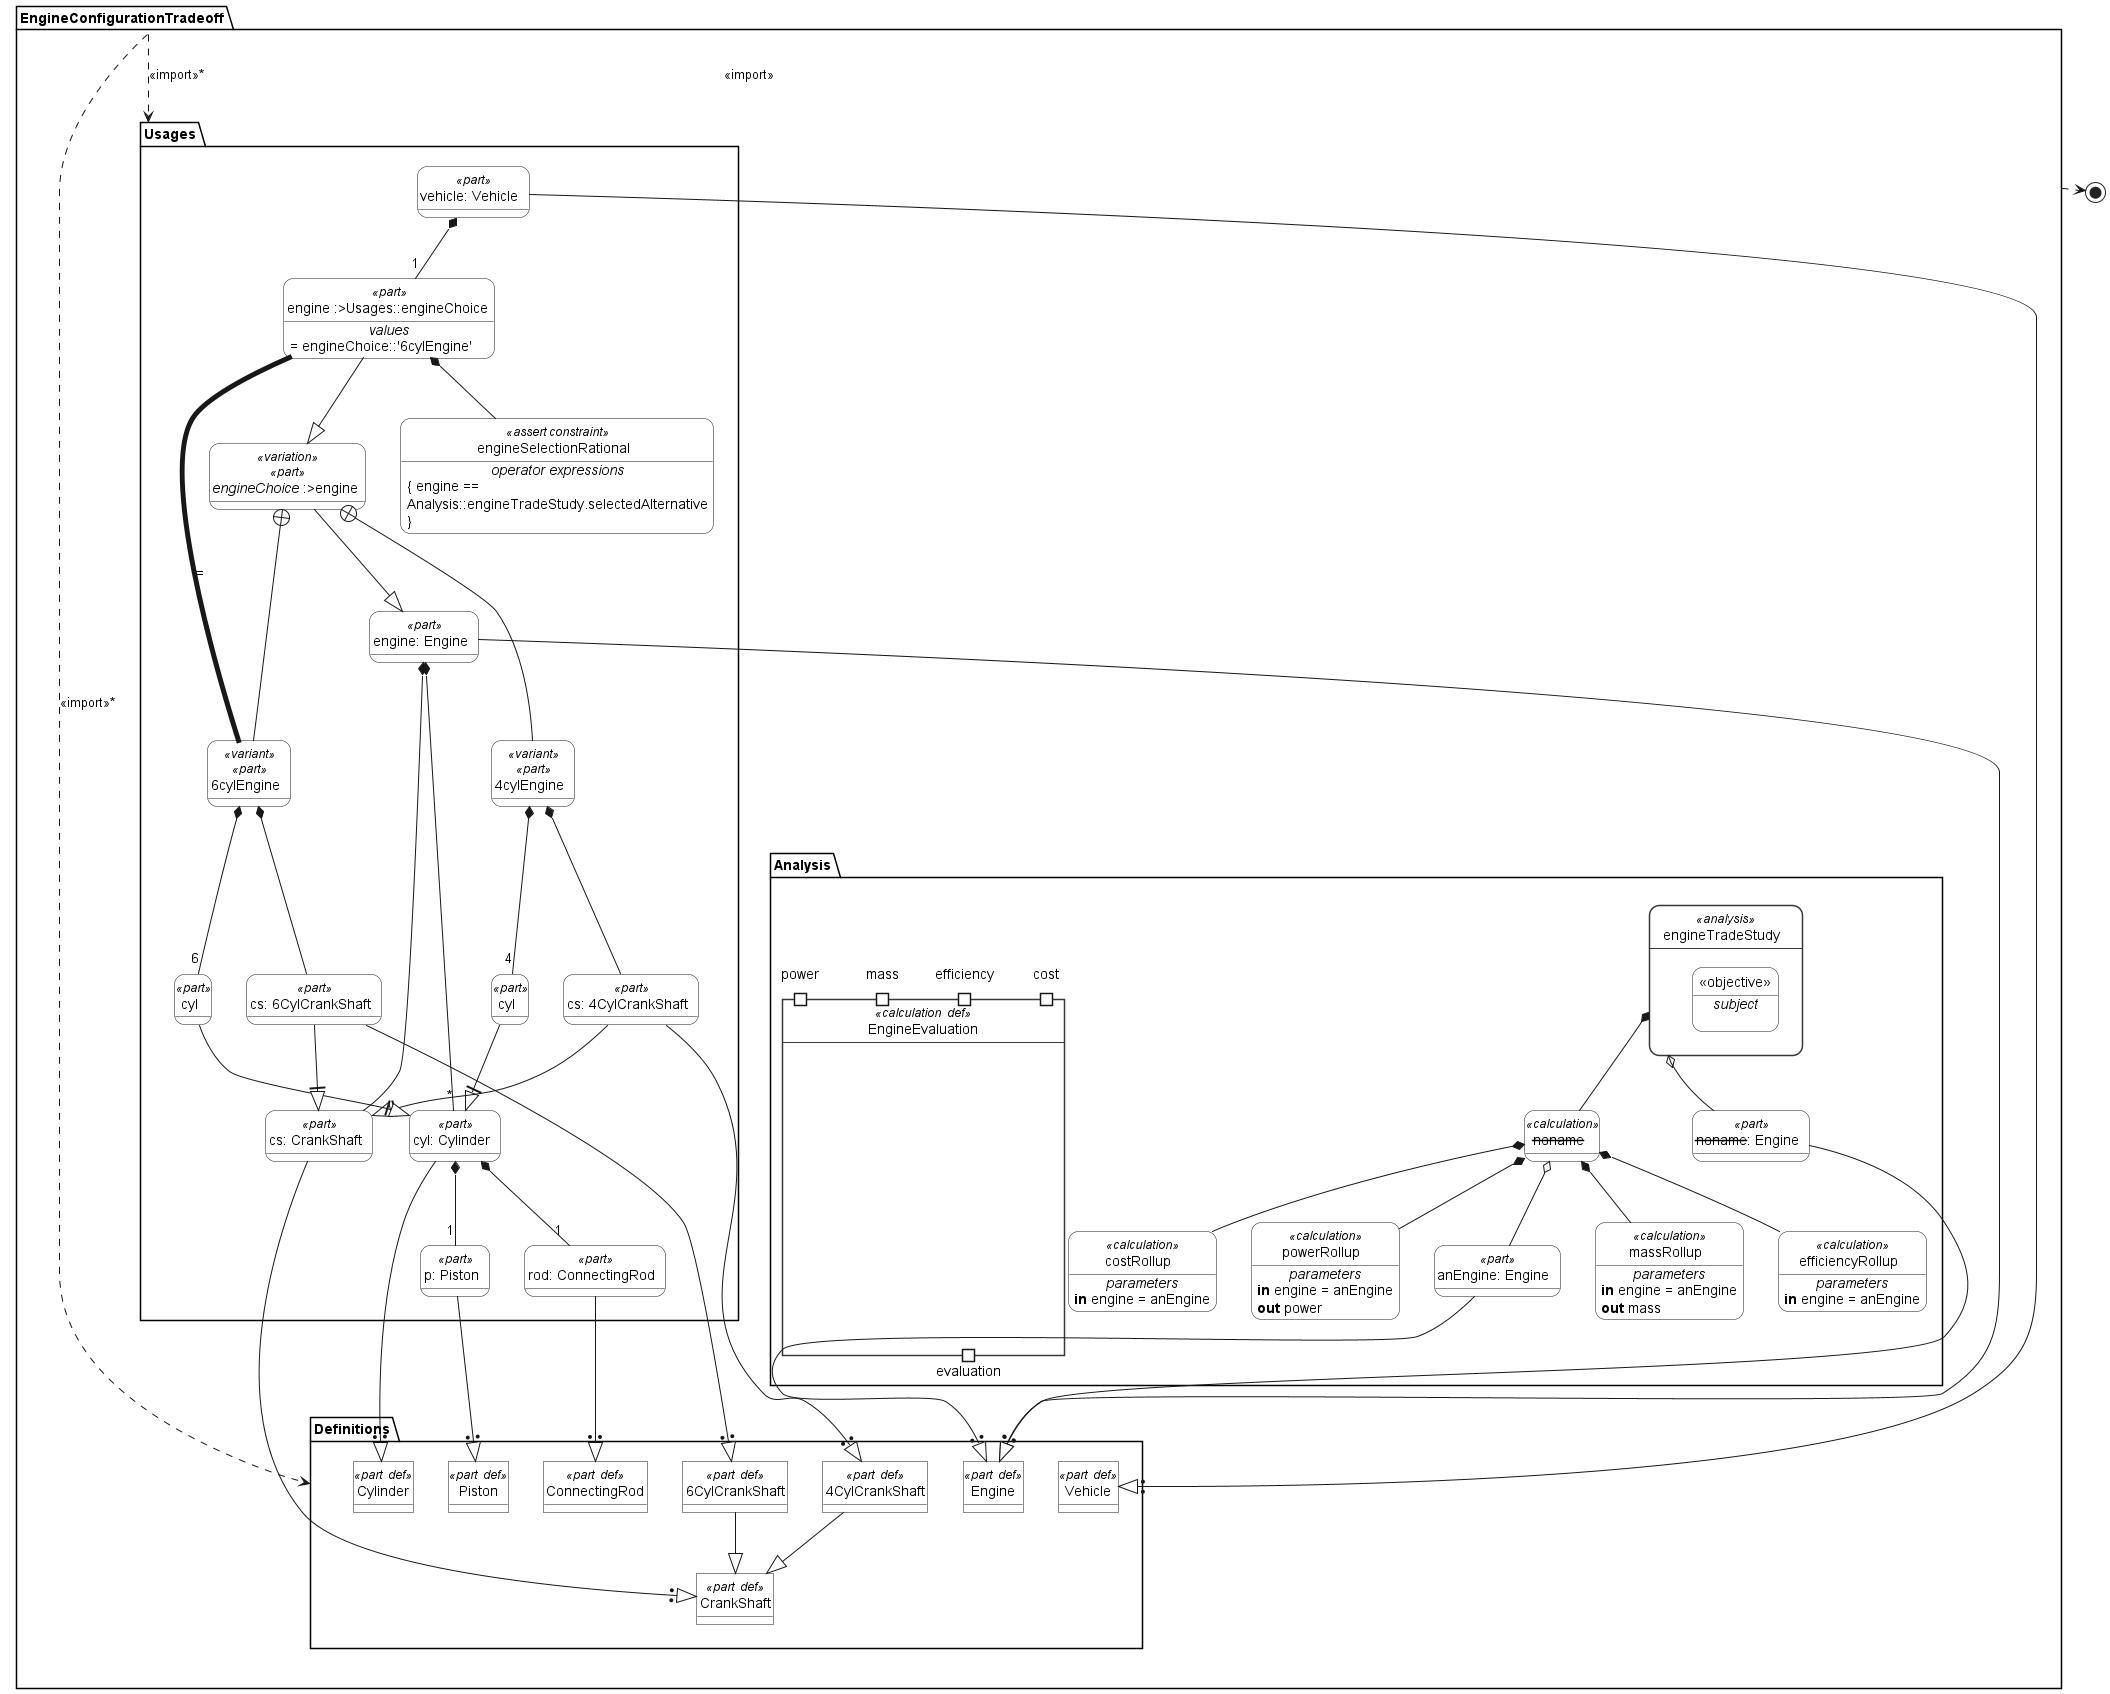 EngineConfigurationTradeoff
«import»*
«import»
Usages
«part»
vehicle: Vehicle
1
«part»
engine :>Usages::engineChoice
values
= engineChoice::'6cylEngine'
«variation»
«part»
engineChoice :>engine
«assert constraint»
engineSelectionRational
operator expressions
{ engine ==
Analysis::engineTradeStudy.selectedAlternative
}
=
«part»
engine: Engine
«import»*
«variant»
«part»
6cylEngine
«variant»
«part»
4cylEngine
6
«part»
cyl
«part»
cs: 6CylCrankShaft
4
«part»
cyl
«part»
cs: 4CylCrankShaft
*
«part»
cs: CrankShaft
«part»
cyl: Cylinder
1
1
«part»
p: Piston
«part»
rod: ConnectingRod
Analysis
«analysis»
engineTradeStudy
«objective»
subject
power
mass
efficiency
cost
«calculation def»
EngineEvaluation
evaluation
«calculation»
noname
«part»
noname: Engine
«calculation»
costRollup
parameters
in engine = anEngine
«calculation»
powerRollup
parameters
in engine = anEngine
out power
«part»
anEngine: Engine
«calculation»
massRollup
parameters
in engine = anEngine
out mass
«calculation»
efficiencyRollup
parameters
in engine = anEngine
Definitions
«part def»
Cylinder
«part def»
Piston
«part def»
ConnectingRod
«part def»
6CylCrankShaft
«part def»
4CylCrankShaft
«part def»
Engine
«part def»
Vehicle
«part def»
CrankShaft